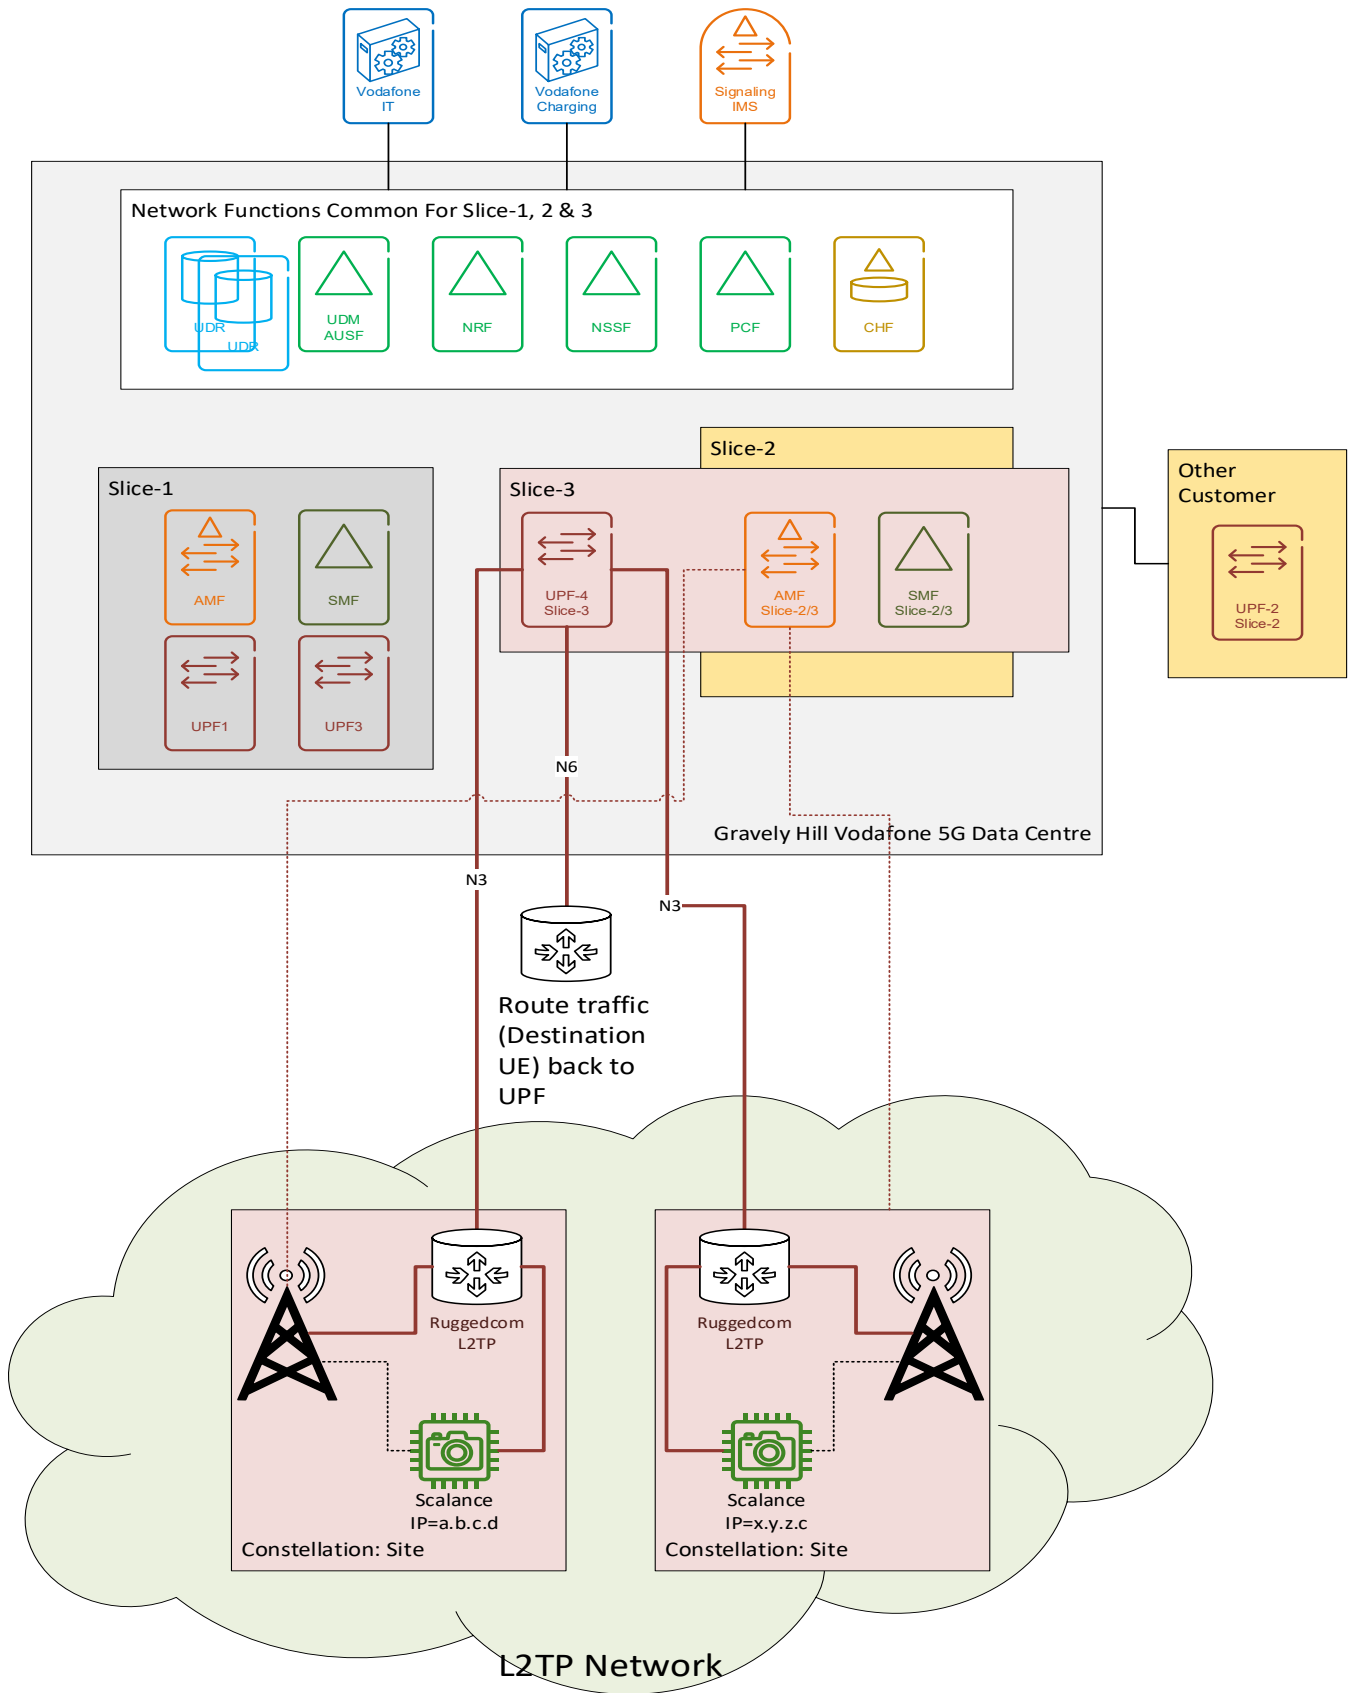 Vodafone
IT
Vodafone
Charging
Signaling
IMS
Network Functions Common For Slice-1, 2 & 3
UDR
UDR
UDM
AUSF
NRF
NSSF
PCF
CHF
Slice-1
AMF
SMF
UPF1
UPF3
Slice-2
Slice-3
UPF-4
Slice-3
AMF
Slice-2/3
SMF
Slice-2/3
Other
Customer
UPF-2
Slice-2
N6
Gravely Hill Vodafone 5G Data Centre
N3
N3
Route traffic
(Destination
UE) back to
UPF
Ruggedcom
L2TP
Scalance
IP=a.b.c.d
Constellation: Site
Ruggedcom
L2TP
Scalance
IP=x.y.z.c
Constellation: Site
L2TP Network